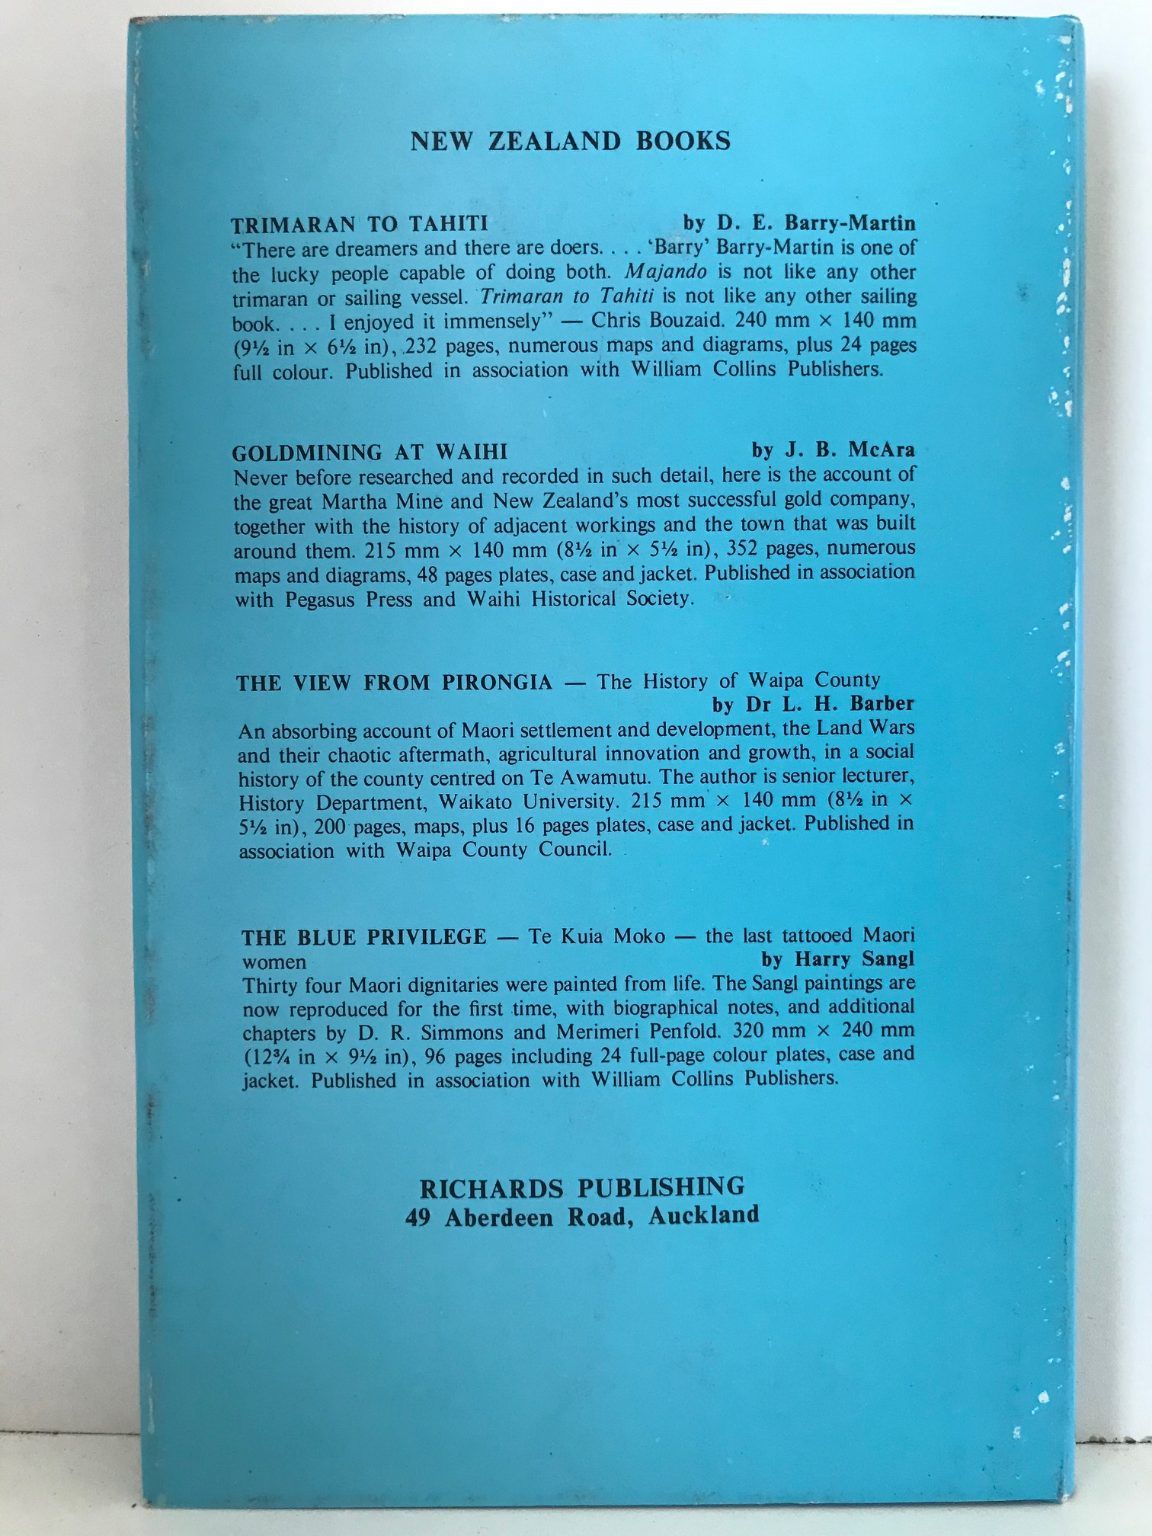 NEW ZEALAND BOOKS
TRIMARAN TO TAHITI by D. E. Barry-Martin
“There are dreamers and there are doers. . . . ‘Barry’ Barry-Martin is one of
the lucky people capable of doing both. Majando is not like any other
trimaran or sailing vessel. Trimaran to Tahiti is not like any other sailing
book. . . . I enjoyed it immensely” — Chris Bouzaid. 240 mm × 140 mm
(9½ in × 6½ in), 232 pages, numerous maps and diagrams, plus 24 pages
full colour. Published in association with William Collins Publishers.
GOLDMINING AT WAIHI by J. B. McAra
Never before researched and recorded in such detail, here is the account of
the great Martha Mine and New Zealand’s most successful gold company,
together with the history of adjacent workings and the town that was built
around them. 215 mm × 140 mm (8½ in × 5½ in), 352 pages, numerous
maps and diagrams, 48 pages plates, case and jacket. Published in association
with Pegasus Press and Waihi Historical Society.
THE VIEW FROM PIRONGIA — The History of Waipa County
by Dr L. H. Barber
An absorbing account of Maori settlement and development, the Land Wars
and their chaotic aftermath, agricultural innovation and growth, in a social
history of the county centred on Te Awamutu. The author is senior lecturer,
History Department, Waikato University. 215 mm × 140 mm (8½ in ×
5½ in), 200 pages, maps, plus 16 pages plates, case and jacket. Published in
association with Waipa County Council.
THE BLUE PRIVILEGE — Te Kuia Moko — the last tattooed Maori
women by Harry Sangl
Thirty four Maori dignitaries were painted from life. The Sangl paintings are
now reproduced for the first time, with biographical notes, and additional
chapters by D. R. Simmons and Merimeri Penfold. 320 mm × 240 mm
(12¾ in × 9½ in), 96 pages including 24 full-page colour plates, case and
jacket. Published in association with William Collins Publishers.
RICHARDS PUBLISHING
49 Aberdeen Road, Auckland